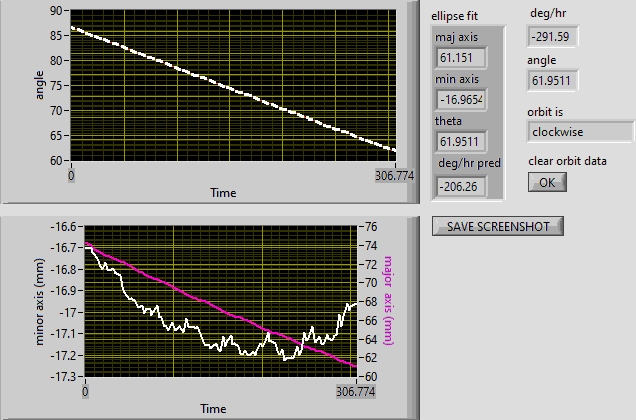 90
85
80
75
70
65
60
angle
0
306.774
Time
ellipse fit
maj axis
61.151
min axis
-16.9654
theta
61.9511
deg/hr pred
-206.26
deg/hr
-291.59
angle
61.9511
orbit is
clockwise
clear orbit data
OK
SAVE SCREENSHOT
-16.6
-16.7
-16.8
-16.9
-17
-17.1
-17.2
-17.3
minor axis (mm)
76
74
72
70
68
66
64
62
60
major axis (mm)
0
306.774
Time